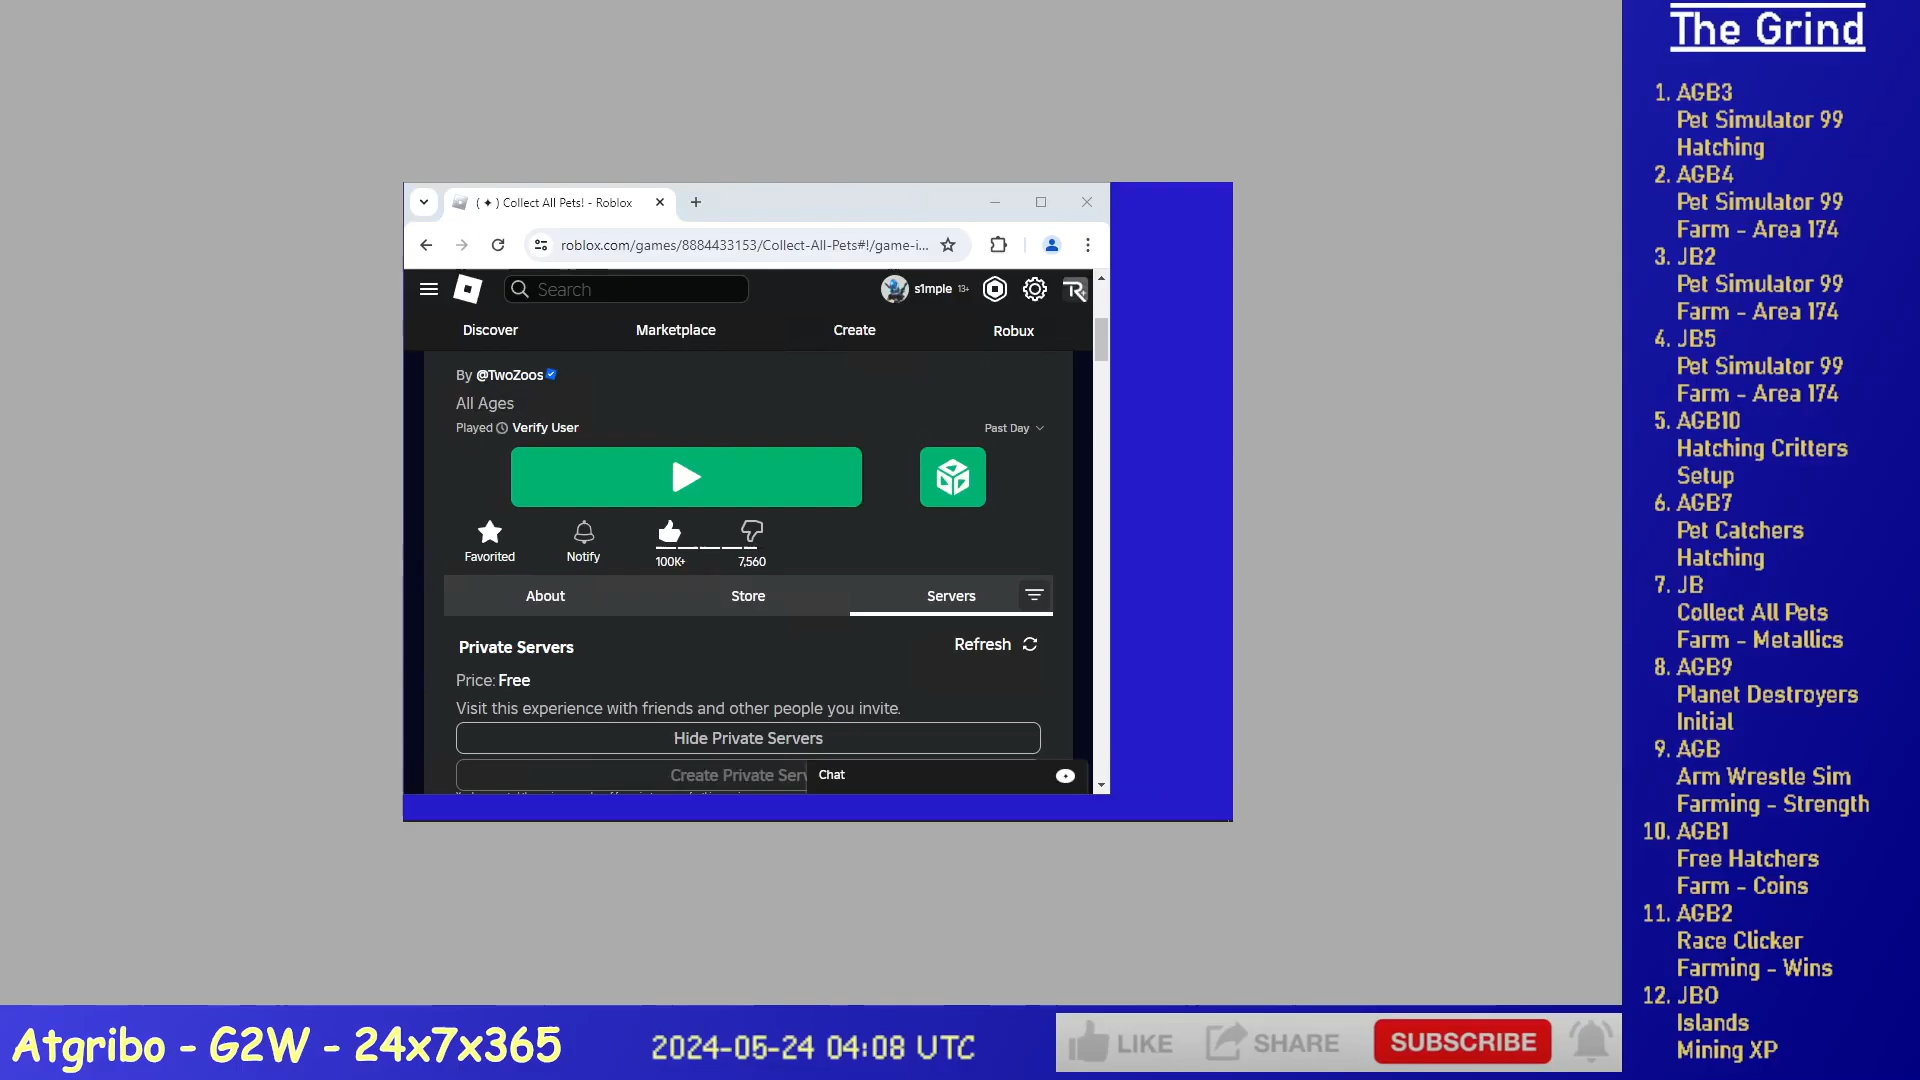 The Grind
1. AGB3
Pet Simulator 99
Hatching
2. AGB4
Pet Simulator 99
Farm - Area 174
3. JB2
Pet Simulator 99
Farm - Area 174
4. JB5
Pet Simulator 99
Farm - Area 174
5. AGB10
Hatching Critters
Setup
6. AGB7
Pet Catchers
Hatching
7. JB
Collect All Pets
Farm - Metallics
8. AGB9
Planet Destroyers
Initial
9. AGB
Arm Wrestle Sim
Farming - Strength
10. AGB1
Free Hatchers
Farm - Coins
11. AGB2
Race Clicker
Farming - Wins
12. JB0
Islands
Mining XP
( ✦ ) Collect All Pets! - Roblox
roblox.com/games/8884433153/Collect-All-Pets#!/game-i...
Search
s1mple 13+
Discover Marketplace Create Robux
By @TwoZoos
All Ages
Played Verify User Past Day
Favorited Notify 100K+ 7,560
About Store Servers
Private Servers Refresh
Price: Free
Visit this experience with friends and other people you invite.
Hide Private Servers
Create Private Serv
Chat
Atgribo - G2W - 24x7x365 2024-05-24 04:08 UTC LIKE SHARE SUBSCRIBE